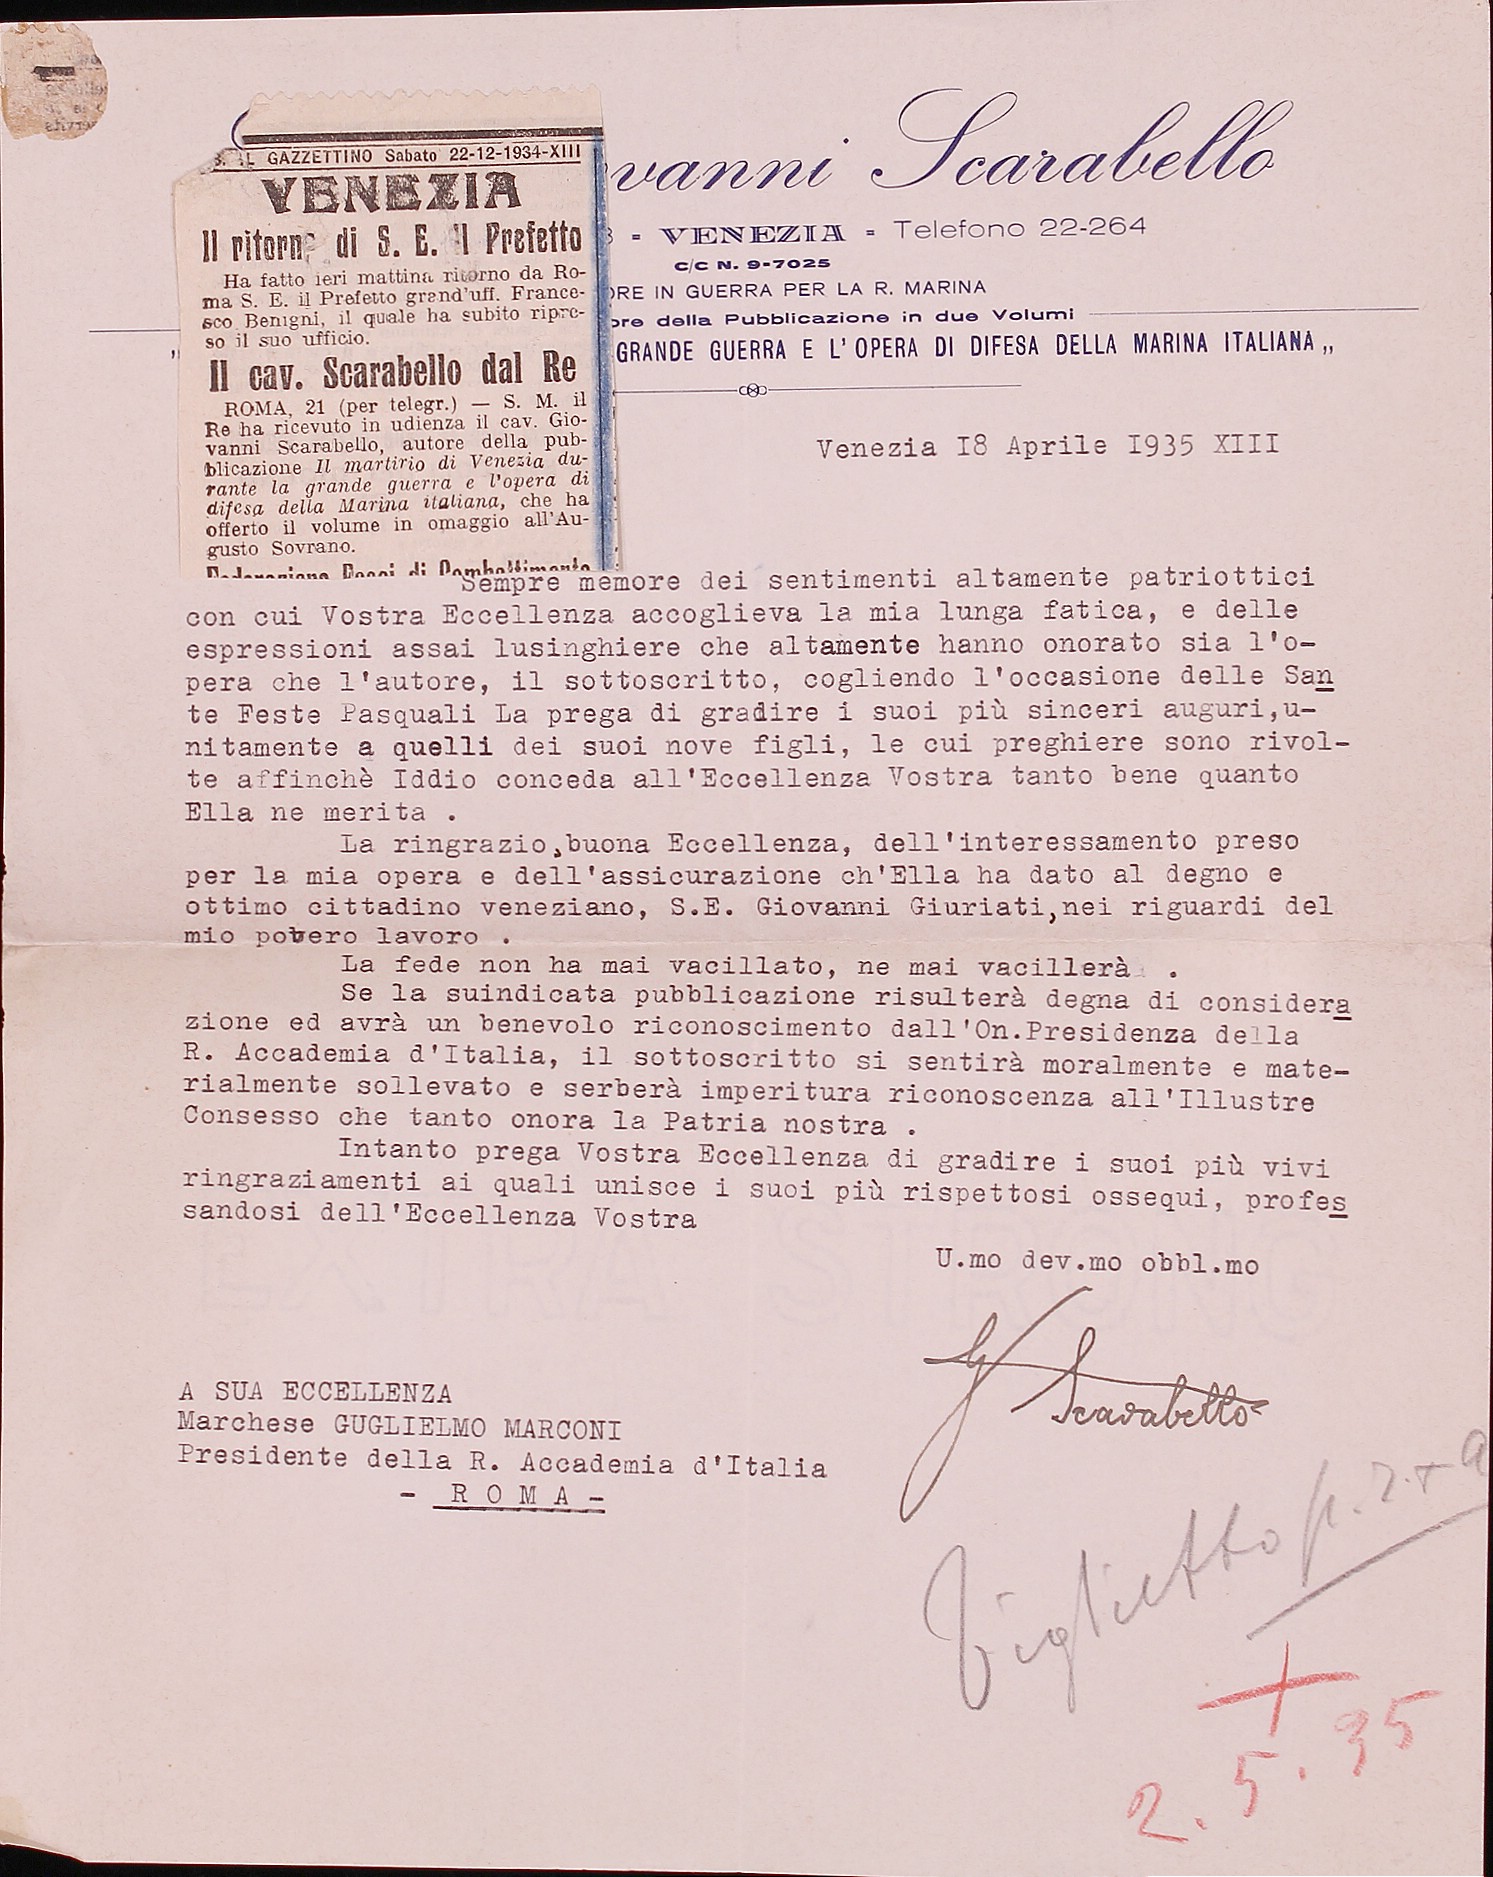 IL GAZZETTINO Sabato 22-12-1934-XIII
VENEZIA
Il ritorno di S. E. il Prefetto
Ha fatto ieri mattina ritorno da Ro-
ma S. E. il Prefetto grand'uff. France-
sco Benigni, il quale ha subito ripre-
so il suo ufficio.
Il cav. Scarabello dal Re
ROMA, 21 (per telegr.) — S. M. il
Re ha ricevuto in udienza il cav. Gio-
vanni Scarabello, autore della pub-
blicazione Il martirio di Venezia du-
rante la grande guerra e l'opera di
difesa della Marina italiana, che ha
offerto il volume in omaggio all'Au-
gusto Sovrano.
Federazione Fasci di Combattimento
ovanni Scarabello
- VENEZIA - Telefono 22-264
C/C N. 9-7025
ORE IN GUERRA PER LA R. MARINA
ore della Pubblicazione in due Volumi
GRANDE GUERRA E L'OPERA DI DIFESA DELLA MARINA ITALIANA „
Venezia I8 Aprile I935 XIII
Sempre memore dei sentimenti altamente patriottici
con cui Vostra Eccellenza accoglieva la mia lunga fatica, e delle
espressioni assai lusinghiere che altamente hanno onorato sia l'o-
pera che l'autore, il sottoscritto, cogliendo l'occasione delle San
te Feste Pasquali La prega di gradire i suoi più sinceri auguri,u-
nitamente a quelli dei suoi nove figli, le cui preghiere sono rivol-
te affinchè Iddio conceda all'Eccellenza Vostra tanto bene quanto
Ella ne merita .
La ringrazio,buona Eccellenza, dell'interessamento preso
per la mia opera e dell'assicurazione ch'Ella ha dato al degno e
ottimo cittadino veneziano, S.E. Giovanni Giuriati,nei riguardi del
mio povero lavoro .
La fede non ha mai vacillato, ne mai vacillerà .
Se la suindicata pubblicazione risulterà degna di considera
zione ed avrà un benevolo riconoscimento dall'On.Presidenza della
R. Accademia d'Italia, il sottoscritto si sentirà moralmente e mate-
rialmente sollevato e serberà imperitura riconoscenza all'Illustre
Consesso che tanto onora la Patria nostra .
Intanto prega Vostra Eccellenza di gradire i suoi più vivi
ringraziamenti ai quali unisce i suoi più rispettosi ossequi, profes
sandosi dell'Eccellenza Vostra
U.mo dev.mo obbl.mo
G Scarabello
A SUA ECCELLENZA
Marchese GUGLIELMO MARCONI
Presidente della R. Accademia d'Italia
- R O M A -
Biglietto
+
2.5.35